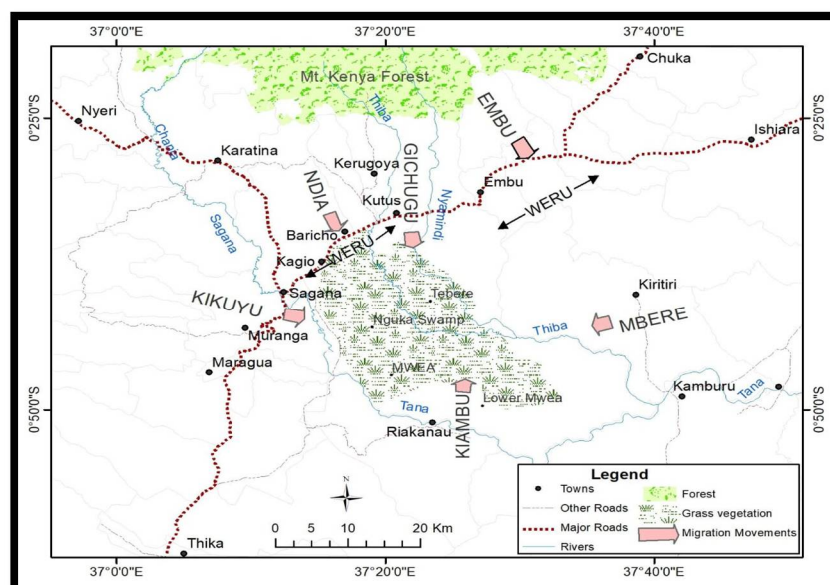 37°0'0"E
37°20'0"E
37°40'0"E
0°25'0"S
0°25'0"S
0°50'0"S
0°50'0"S
Mt. Kenya Forest
Chuka
Nyeri
Chania
Thiba
EMBU
Ishiara
Karatina
Kerugoya
GICHUGU
Nyamindi
Embu
NDIA
Kutus
WERU
Sagana
Baricho
WERU
Kagio
Sagana
Tebere
Kiritiri
KIKUYU
Nguka Swamp
Thiba
MBERE
Muranga
Maragua
MWEA
KIAMBU
Lower Mwea
Kamburu
Tana
Tana
Riakanau
N
0 5 10 20 Km
Thika
Legend
Towns
Other Roads
Major Roads
Rivers
Forest
Grass vegetation
Migration Movements
37°0'0"E
37°20'0"E
37°40'0"E